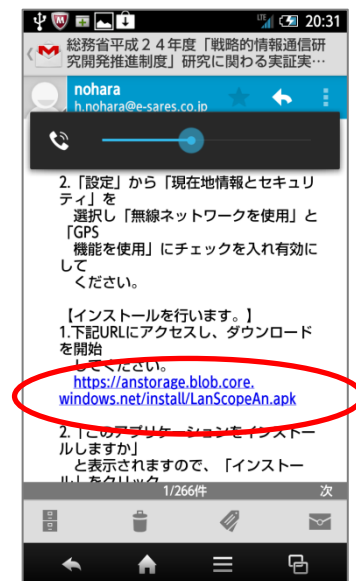 LTE 20:31
総務省平成２４年度「戦略的情報通信研
究開発推進制度」研究に関わる実証実…
nohara
h.nohara@e-sares.co.jp
2.「設定」から「現在地情報とセキュリ
ティ」を
選択し「無線ネットワークを使用」と
「GPS
機能を使用」にチェックを入れ有効に
して
ください。
【インストールを行います。】
1.下記URLにアクセスし、ダウンロード
を開始
してください。
https://anstorage.blob.core.
windows.net/install/LanScopeAn.apk
2.「このアプリケーションをインストー
ルしますか」
と表示されますので、「インストー
ル」をクリック
1/266件
次